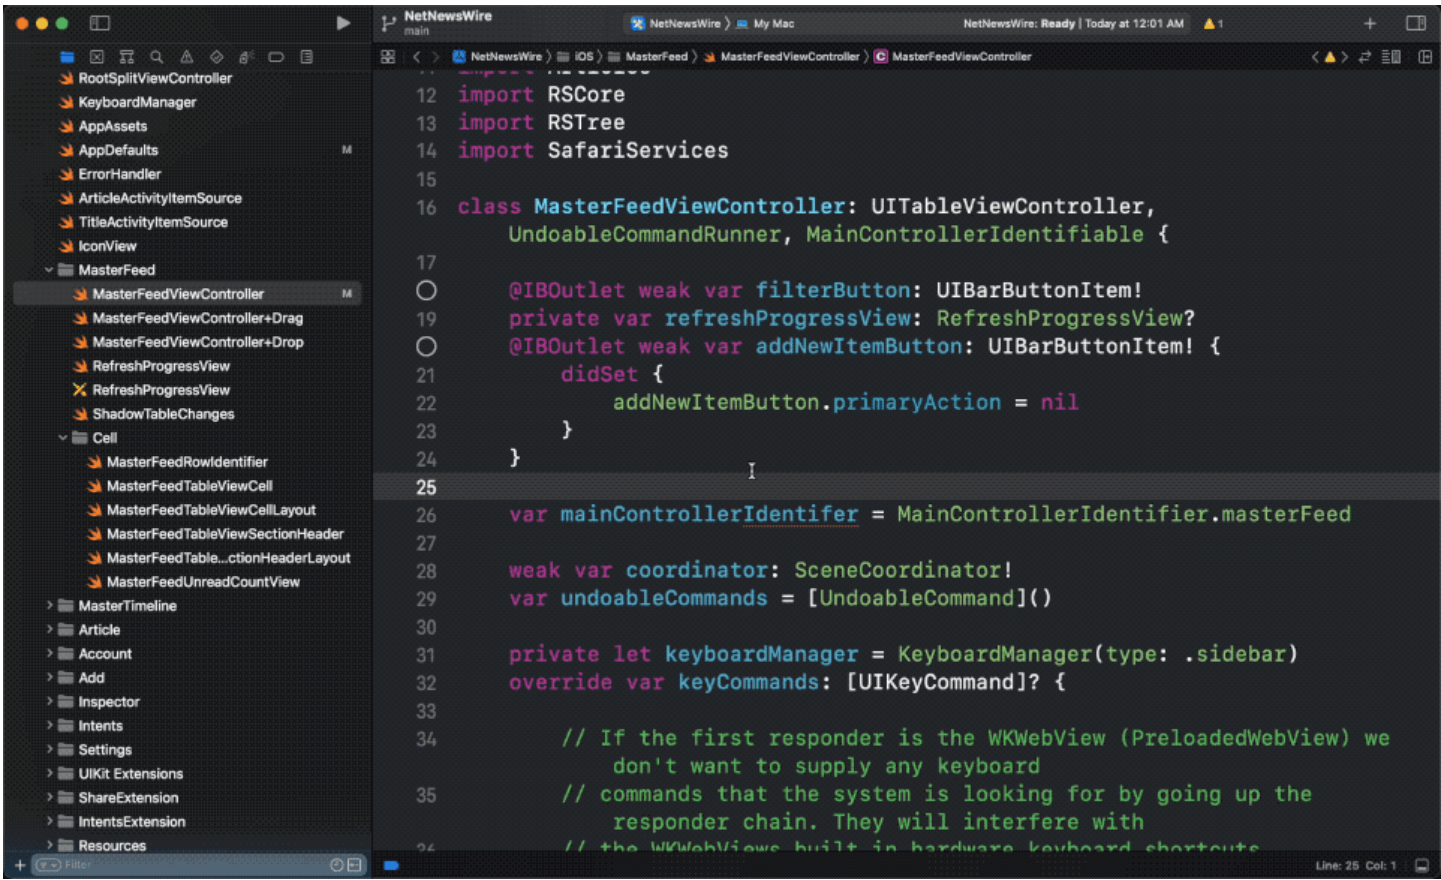 NetNewsWire
main
NetNewsWire 〉 My Mac
NetNewsWire: Ready | Today at 12:01 AM
1
NetNewsWire 〉 iOS 〉 MasterFeed 〉 MasterFeedViewController 〉 C MasterFeedViewController
RootSplitViewController
KeyboardManager
AppAssets
AppDefaults M
ErrorHandler
ArticleActivityItemSource
TitleActivityItemSource
IconView
MasterFeed
MasterFeedViewController M
MasterFeedViewController+Drag
MasterFeedViewController+Drop
RefreshProgressView
RefreshProgressView
ShadowTableChanges
Cell
MasterFeedRowIdentifier
MasterFeedTableViewCell
MasterFeedTableViewCellLayout
MasterFeedTableViewSectionHeader
MasterFeedTable...ctionHeaderLayout
MasterFeedUnreadCountView
MasterTimeline
Article
Account
Add
Inspector
Intents
Settings
UIKit Extensions
ShareExtension
IntentsExtension
Resources
Filter
12 import RSCore
13 import RSTree
14 import SafariServices
15
16 class MasterFeedViewController: UITableViewController,
UndoableCommandRunner, MainControllerIdentifiable {
17
@IBOutlet weak var filterButton: UIBarButtonItem!
19 private var refreshProgressView: RefreshProgressView?
@IBOutlet weak var addNewItemButton: UIBarButtonItem! {
21 didSet {
22 addNewItemButton.primaryAction = nil
23 }
24 }
25
26 var mainControllerIdentifer = MainControllerIdentifier.masterFeed
27
28 weak var coordinator: SceneCoordinator!
29 var undoableCommands = [UndoableCommand]()
30
31 private let keyboardManager = KeyboardManager(type: .sidebar)
32 override var keyCommands: [UIKeyCommand]? {
33
34 // If the first responder is the WKWebView (PreloadedWebView) we
don't want to supply any keyboard
35 // commands that the system is looking for by going up the
responder chain. They will interfere with
// the WKWebViews built in hardware keyboard shortcuts
Line: 25 Col: 1